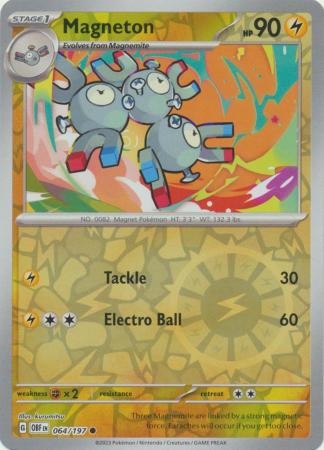 STAGE 1
Magneton
HP 90
Evolves from Magnemite
NO. 0082 Magnet Pokémon HT: 3'3" WT: 132.3 lbs.
Tackle 30
Electro Ball 60
weakness ×2 resistance retreat
Illus. kurumitsu
G OBF EN 064/197
Three Magnemite are linked by a strong magnetic
force. Earaches will occur if you get too close.
©2023 Pokémon / Nintendo / Creatures / GAME FREAK